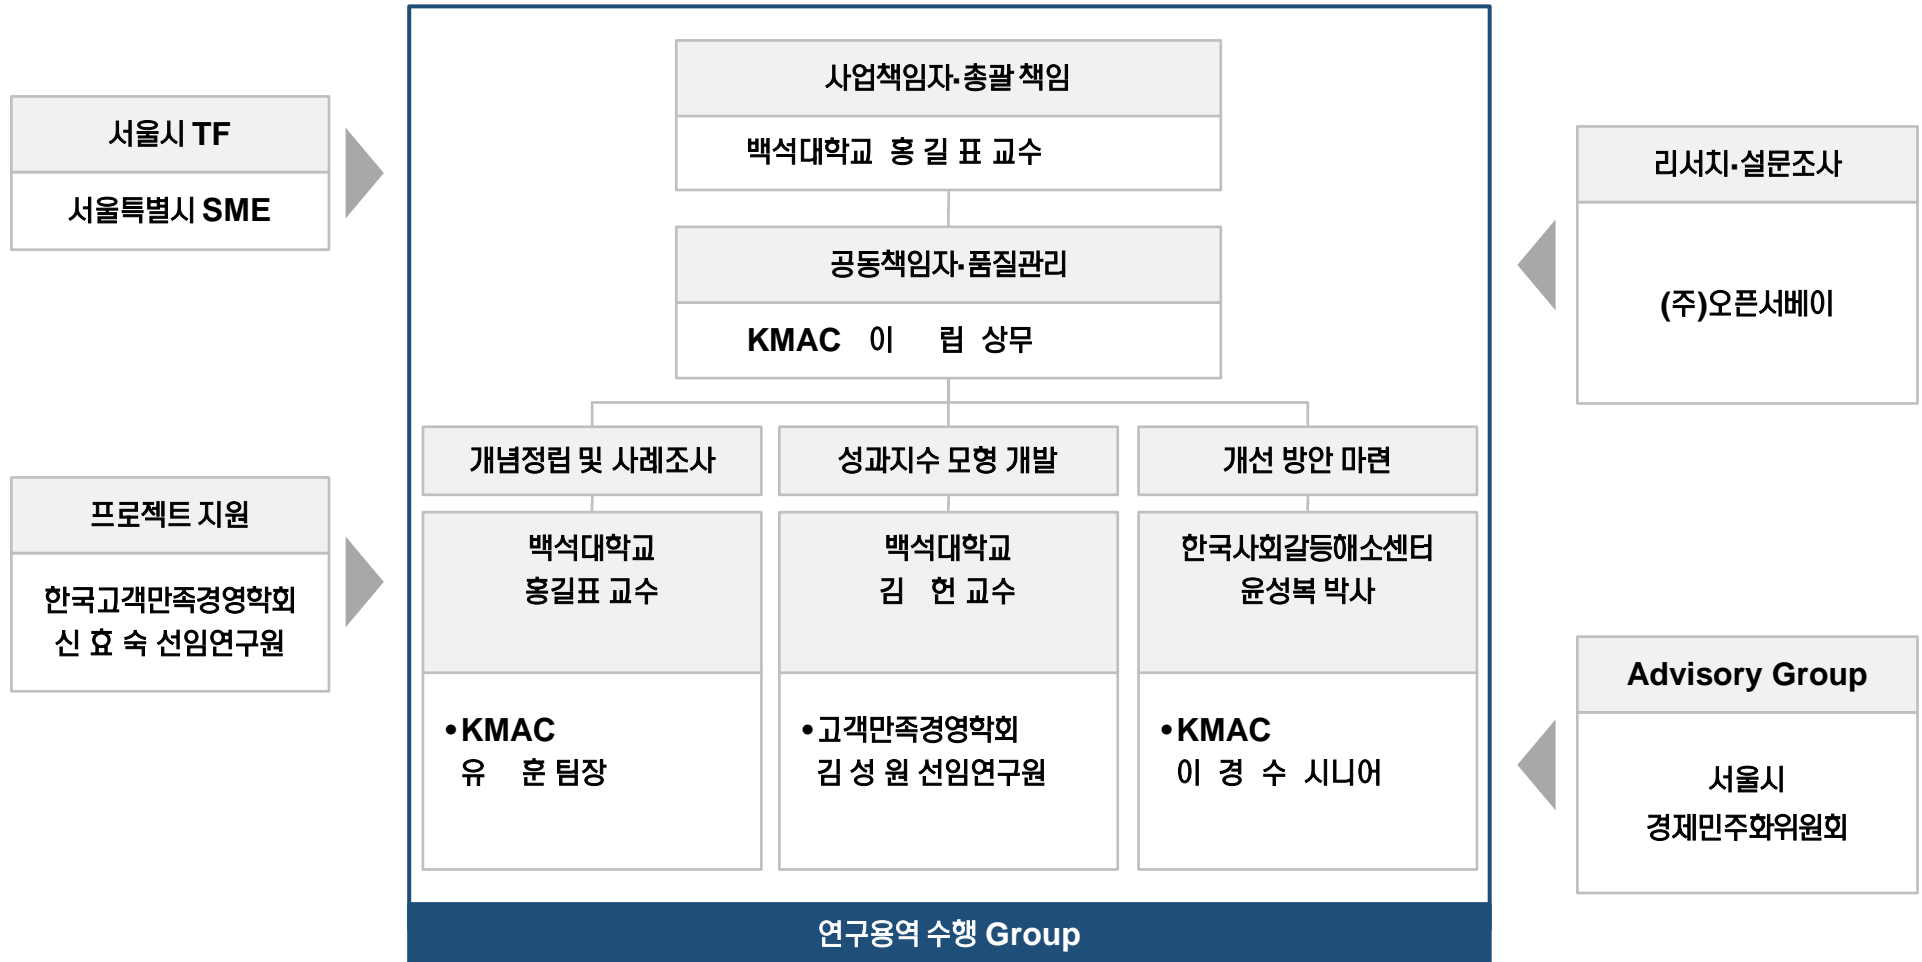 사업책임자·총괄 책임
백석대학교 홍 길 표 교수
서울시 TF
서울특별시 SME
리서치·설문조사
(주)오픈서베이
공동책임자·품질관리
KMAC 이 립 상무
개념정립 및 사례조사
성과지수 모형 개발
개선 방안 마련
프로젝트 지원
한국고객만족경영학회
신 효 숙 선임연구원
백석대학교
홍길표 교수
백석대학교
김 헌 교수
한국사회갈등해소센터
윤성복 박사
•KMAC
유 훈 팀장
•고객만족경영학회
김 성 원 선임연구원
•KMAC
이 경 수 시니어
Advisory Group
서울시
경제민주화위원회
연구용역 수행 Group